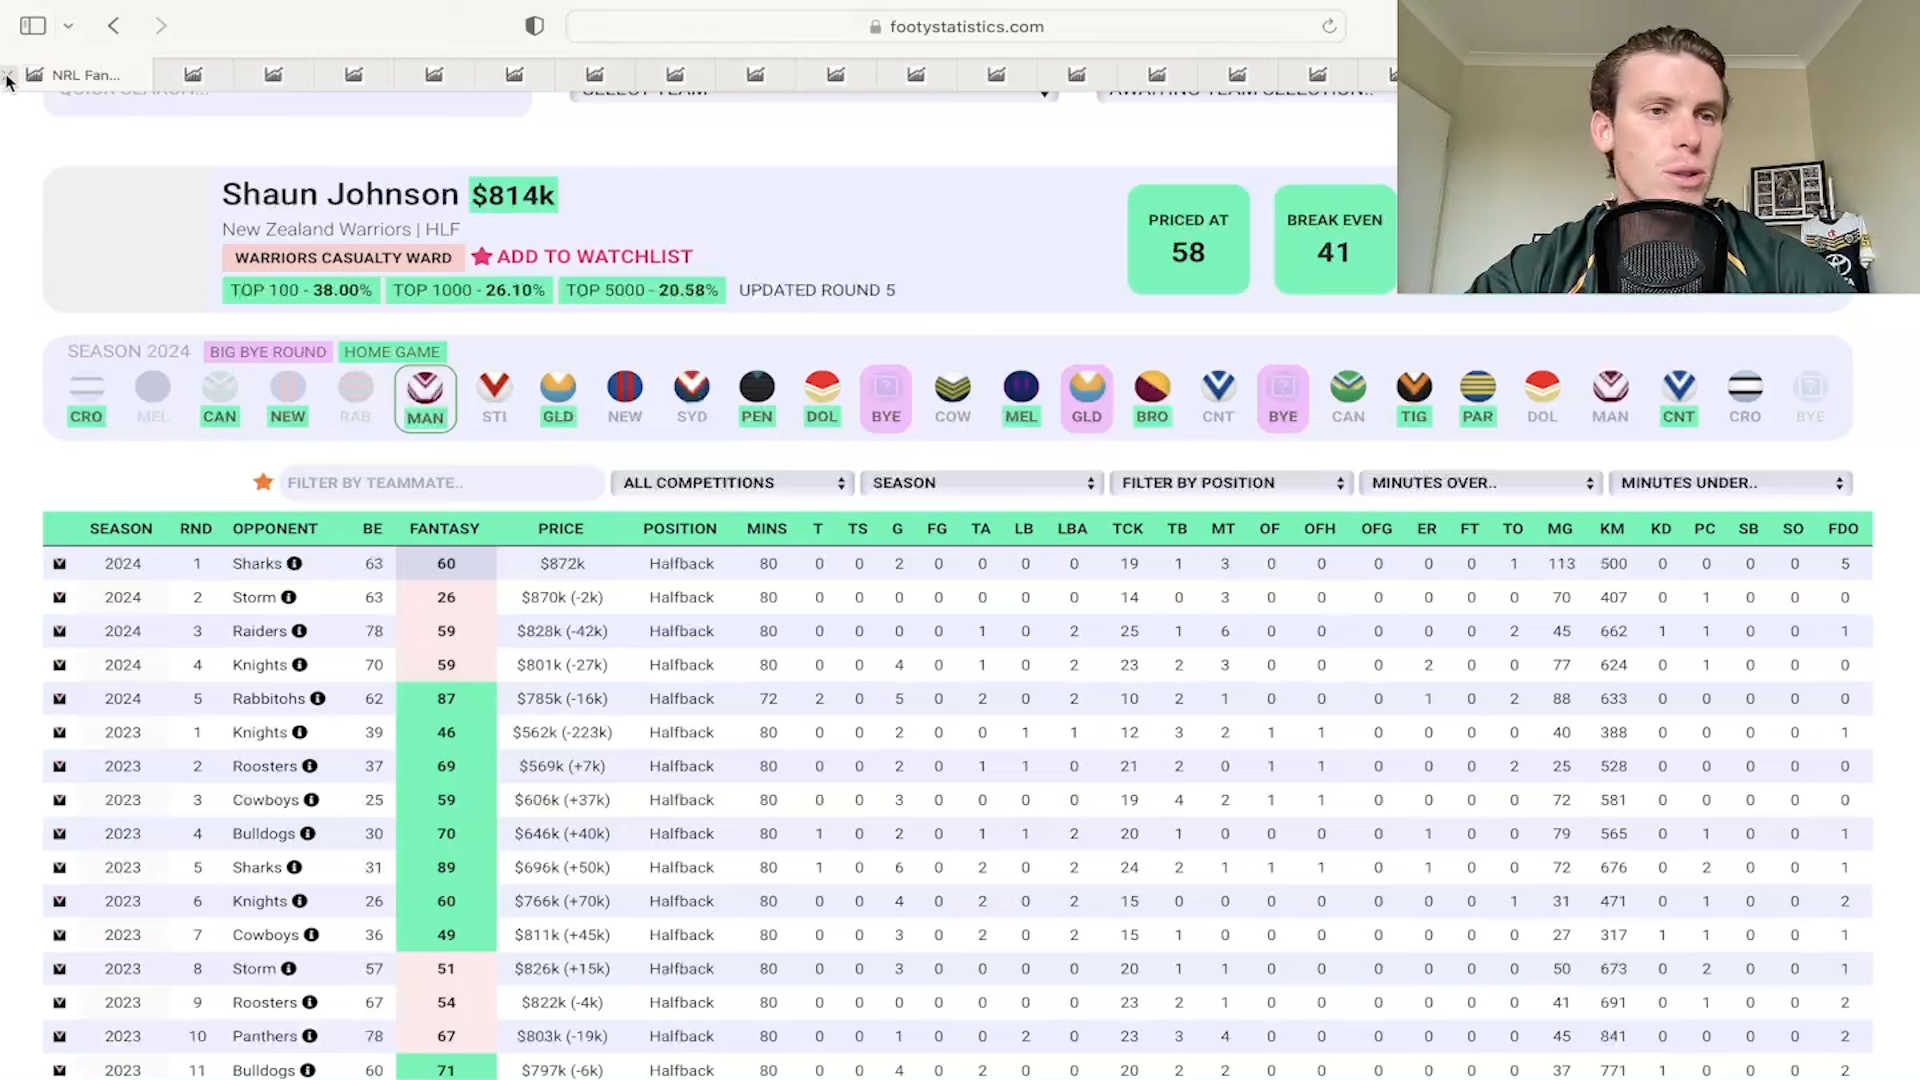 footystatistics.com
NRL Fan...
QUICK SEARCH...
SELECT TEAM
AWAITING TEAM SELECTION..
Shaun Johnson $814k
New Zealand Warriors | HLF
WARRIORS CASUALTY WARD ADD TO WATCHLIST
TOP 100 - 38.00% TOP 1000 - 26.10% TOP 5000 - 20.58% UPDATED ROUND 5
PRICED AT
58
BREAK EVEN
41
SEASON 2024 BIG BYE ROUND HOME GAME
CRO MEL CAN NEW RAB MAN STI GLD NEW SYD PEN DOL BYE COW MEL GLD BRO CNT BYE CAN TIG PAR DOL MAN CNT CRO BYE
FILTER BY TEAMMATE.. ALL COMPETITIONS SEASON FILTER BY POSITION MINUTES OVER.. MINUTES UNDER..
SEASON RND OPPONENT BE FANTASY PRICE POSITION MINS T TS G FG TA LB LBA TCK TB MT OF OFH OFG ER FT TO MG KM KD PC SB SO FDO
2024 1 Sharks 63 60 $872k Halfback 80 0 0 2 0 0 0 0 19 1 3 0 0 0 0 0 1 113 500 0 0 0 0 5
2024 2 Storm 63 26 $870k (-2k) Halfback 80 0 0 0 0 0 0 0 14 0 3 0 0 0 0 0 0 70 407 0 1 0 0 0
2024 3 Raiders 78 59 $828k (-42k) Halfback 80 0 0 0 0 1 0 2 25 1 6 0 0 0 0 0 2 45 662 1 1 0 0 1
2024 4 Knights 70 59 $801k (-27k) Halfback 80 0 0 4 0 1 0 2 23 2 3 0 0 0 2 0 0 77 624 0 1 0 0 0
2024 5 Rabbitohs 62 87 $785k (-16k) Halfback 72 2 0 5 0 2 0 2 10 2 1 0 0 0 1 0 2 88 633 0 0 0 0 0
2023 1 Knights 39 46 $562k (-223k) Halfback 80 0 0 2 0 0 1 1 12 3 2 1 1 0 0 0 0 40 388 0 0 0 0 1
2023 2 Roosters 37 69 $569k (+7k) Halfback 80 0 0 2 0 1 1 0 21 2 0 1 1 0 0 0 2 25 528 0 0 0 0 0
2023 3 Cowboys 25 59 $606k (+37k) Halfback 80 0 0 3 0 0 0 0 19 4 2 1 1 0 0 0 0 72 581 0 0 0 0 0
2023 4 Bulldogs 30 70 $646k (+40k) Halfback 80 1 0 2 0 1 1 2 20 1 0 0 0 0 1 0 0 79 565 0 1 0 0 1
2023 5 Sharks 31 89 $696k (+50k) Halfback 80 1 0 6 0 2 0 2 24 2 1 1 1 0 1 0 0 72 676 0 2 0 0 1
2023 6 Knights 26 60 $766k (+70k) Halfback 80 0 0 4 0 2 0 2 15 0 0 0 0 0 0 0 1 31 471 0 1 0 0 2
2023 7 Cowboys 36 49 $811k (+45k) Halfback 80 0 0 3 0 2 0 2 15 1 0 0 0 0 0 0 0 27 317 1 1 0 0 1
2023 8 Storm 57 51 $826k (+15k) Halfback 80 0 0 3 0 0 0 0 20 1 1 0 0 0 0 0 0 50 673 0 2 0 0 1
2023 9 Roosters 67 54 $822k (-4k) Halfback 80 0 0 0 0 0 0 0 23 2 1 0 0 0 0 0 0 41 691 0 1 0 0 2
2023 10 Panthers 78 67 $803k (-19k) Halfback 80 0 0 1 0 0 2 0 23 3 4 0 0 0 0 0 0 45 841 0 0 0 0 2
2023 11 Bulldogs 60 71 $797k (-6k) Halfback 80 0 0 4 0 2 0 2 20 2 2 0 0 0 0 0 0 37 771 1 0 0 0 2